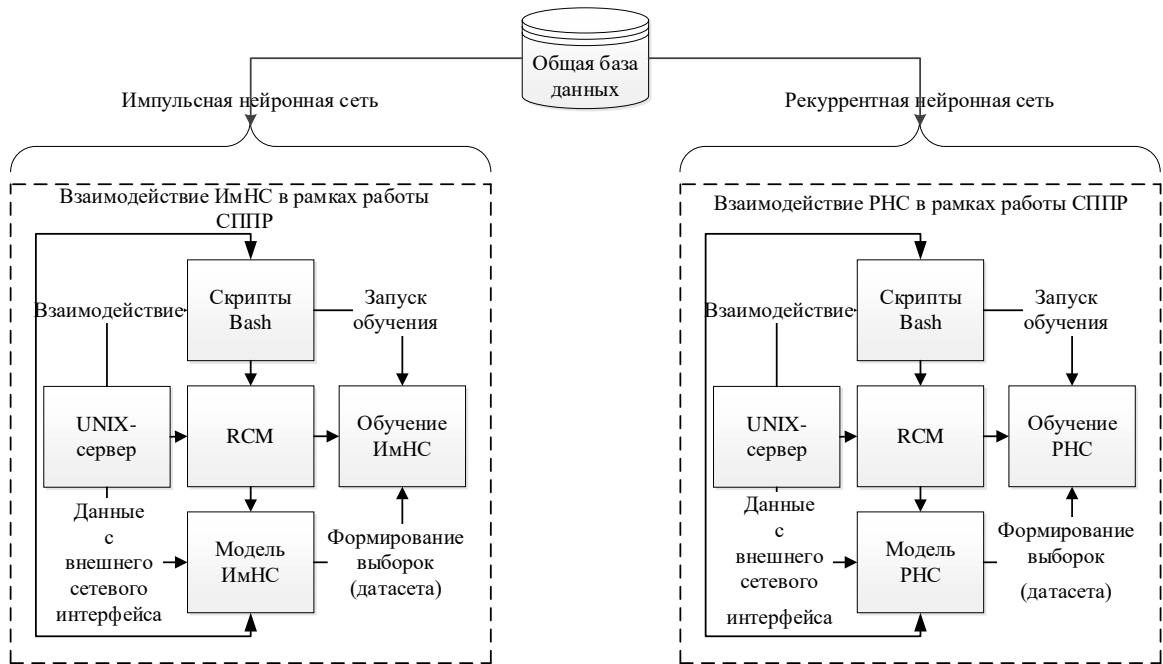 Общая база
данных
Импульсная нейронная сеть
Рекуррентная нейронная сеть
Взаимодействие ИмНС в рамках работы
СППР
Скрипты
Bash
Запуск
обучения
Взаимодействие
UNIX-
сервер
RCM
Обучение
ИмНС
Данные
с
внешнего
сетевого
интерфейса
Модель
ИмНС
Формирование
выборок
(датасета)
Взаимодействие РНС в рамках работы СППР
Скрипты
Bash
Запуск
обучения
Взаимодействие
UNIX-
сервер
RCM
Обучение
РНС
Данные
с
внешнего
сетевого
интерфейса
Модель
РНС
Формирование
выборок
(датасета)